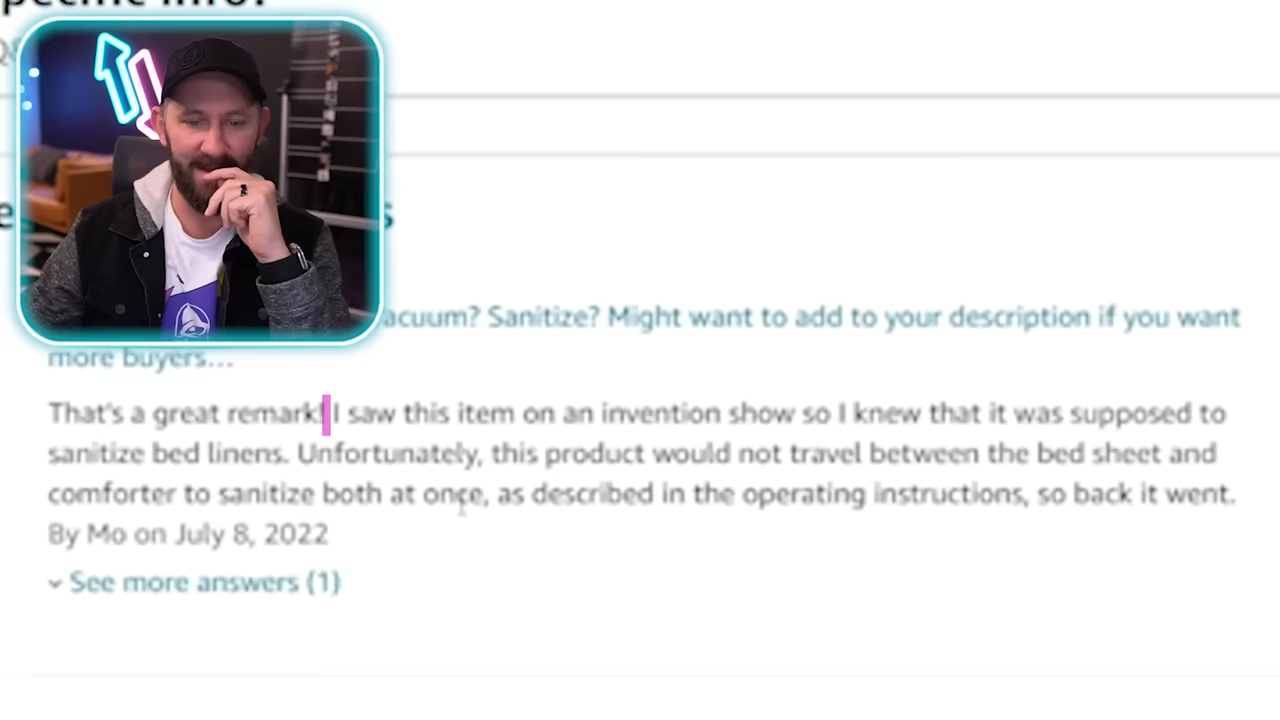 acuum? Sanitize? Might want to add to your description if you want
more buyers...
That's a great remark! I saw this item on an invention show so I knew that it was supposed to
sanitize bed linens. Unfortunately, this product would not travel between the bed sheet and
comforter to sanitize both at once, as described in the operating instructions, so back it went.
By Mo on July 8, 2022
See more answers (1)